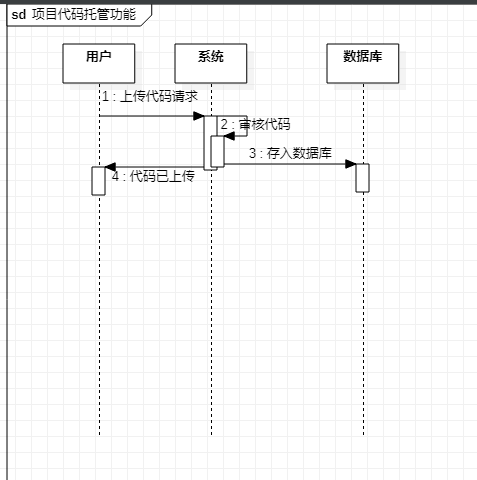 sd 项目代码托管功能
用户
系统
数据库
1 : 上传代码请求
2 : 审核代码
3 : 存入数据库
4 : 代码已上传